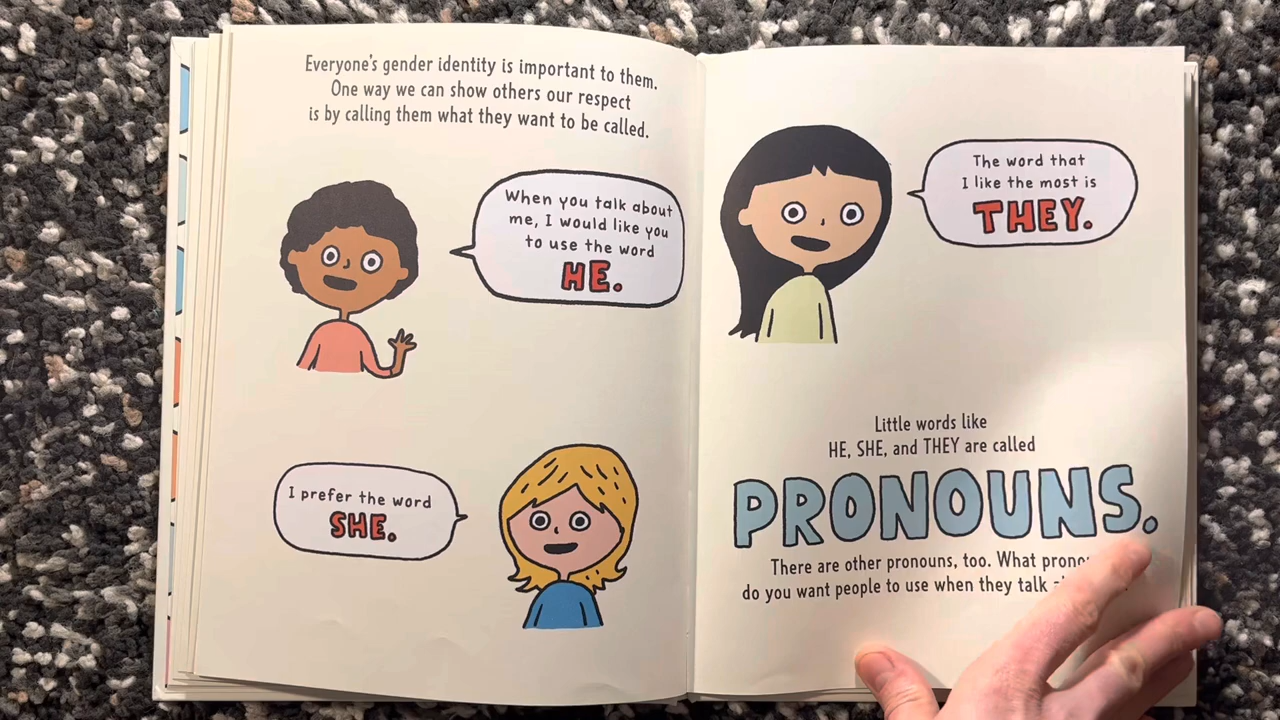 Everyone's gender identity is important to them.
One way we can show others our respect
is by calling them what they want to be called.
When you talk about
me, I would like you
to use the word
HE.
I prefer the word
SHE.
The word that
I like the most is
THEY.
Little words like
HE, SHE, and THEY are called
PRONOUNS.
There are other pronouns, too. What
do you want people to use when they talk